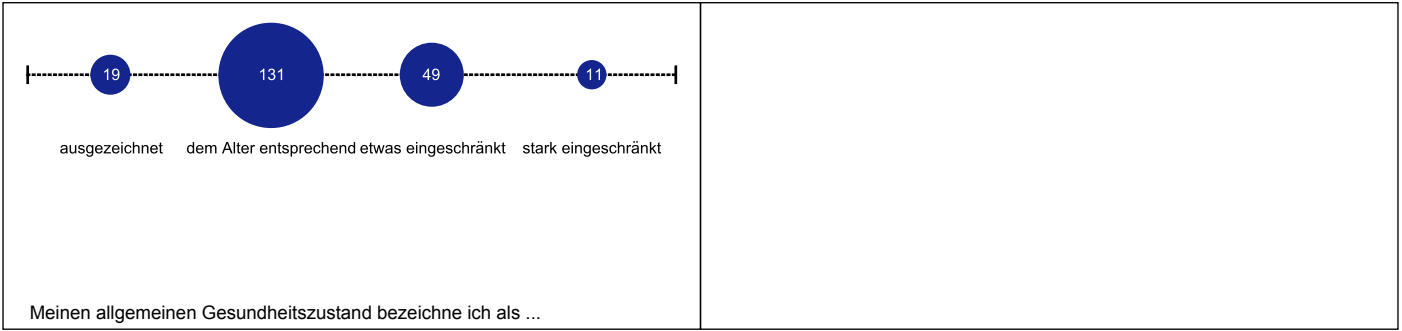 19 131 49 11
ausgezeichnet dem Alter entsprechend etwas eingeschränkt stark eingeschränkt
Meinen allgemeinen Gesundheitszustand bezeichne ich als ...